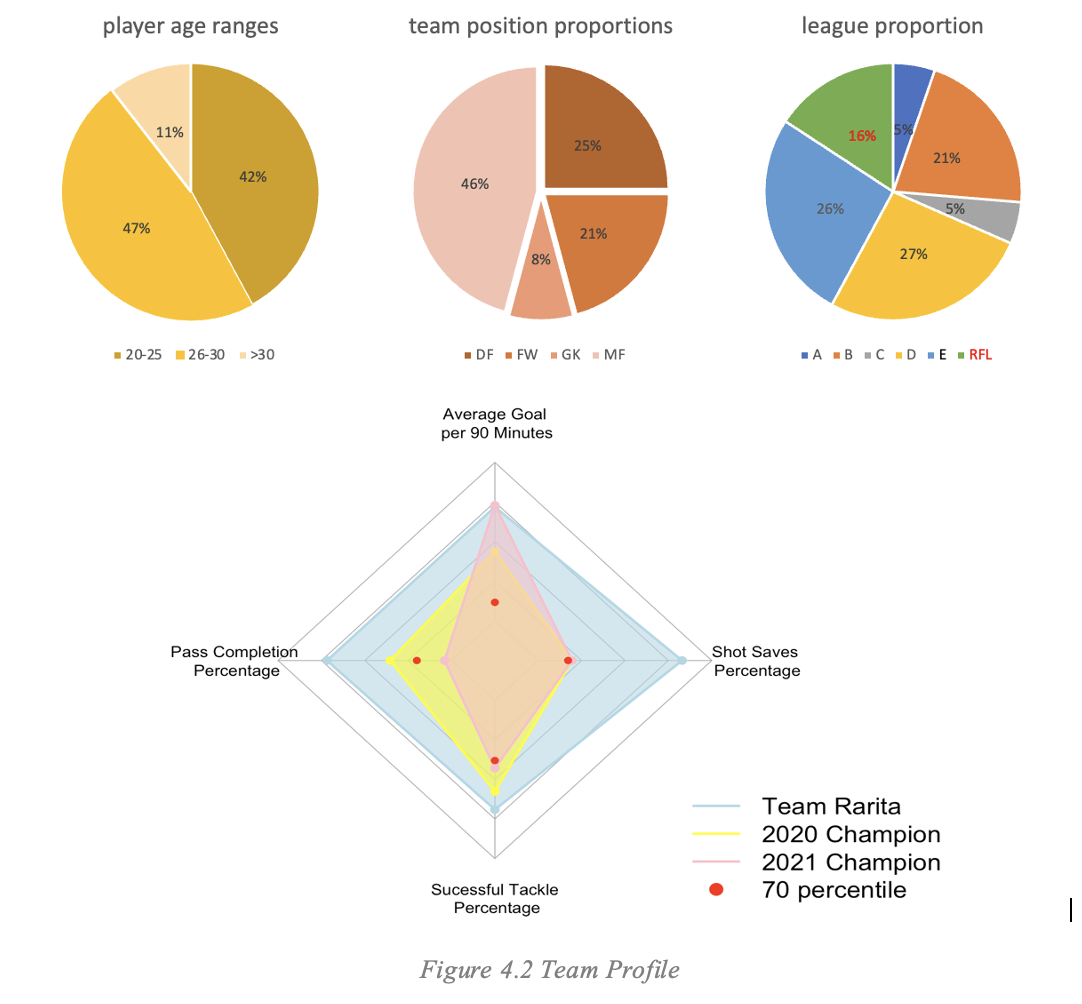 player age ranges
team position proportions
league proportion
11%
42%
47%
46%
25%
21%
8%
16%
5%
21%
5%
26%
27%
20-25 26-30 >30
DF FW GK MF
A B C D E RFL
Average Goal
per 90 Minutes
Pass Completion
Percentage
Shot Saves
Percentage
Sucessful Tackle
Percentage
Team Rarita
2020 Champion
2021 Champion
70 percentile
Figure 4.2 Team Profile